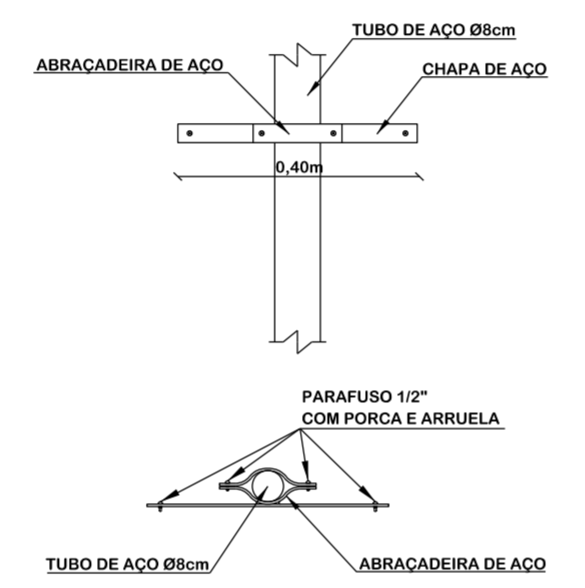 TUBO DE AÇO Ø8cm
ABRAÇADEIRA DE AÇO
CHAPA DE AÇO
0,40m
PARAFUSO 1/2"
COM PORCA E ARRUELA
TUBO DE AÇO Ø8cm
ABRAÇADEIRA DE AÇO